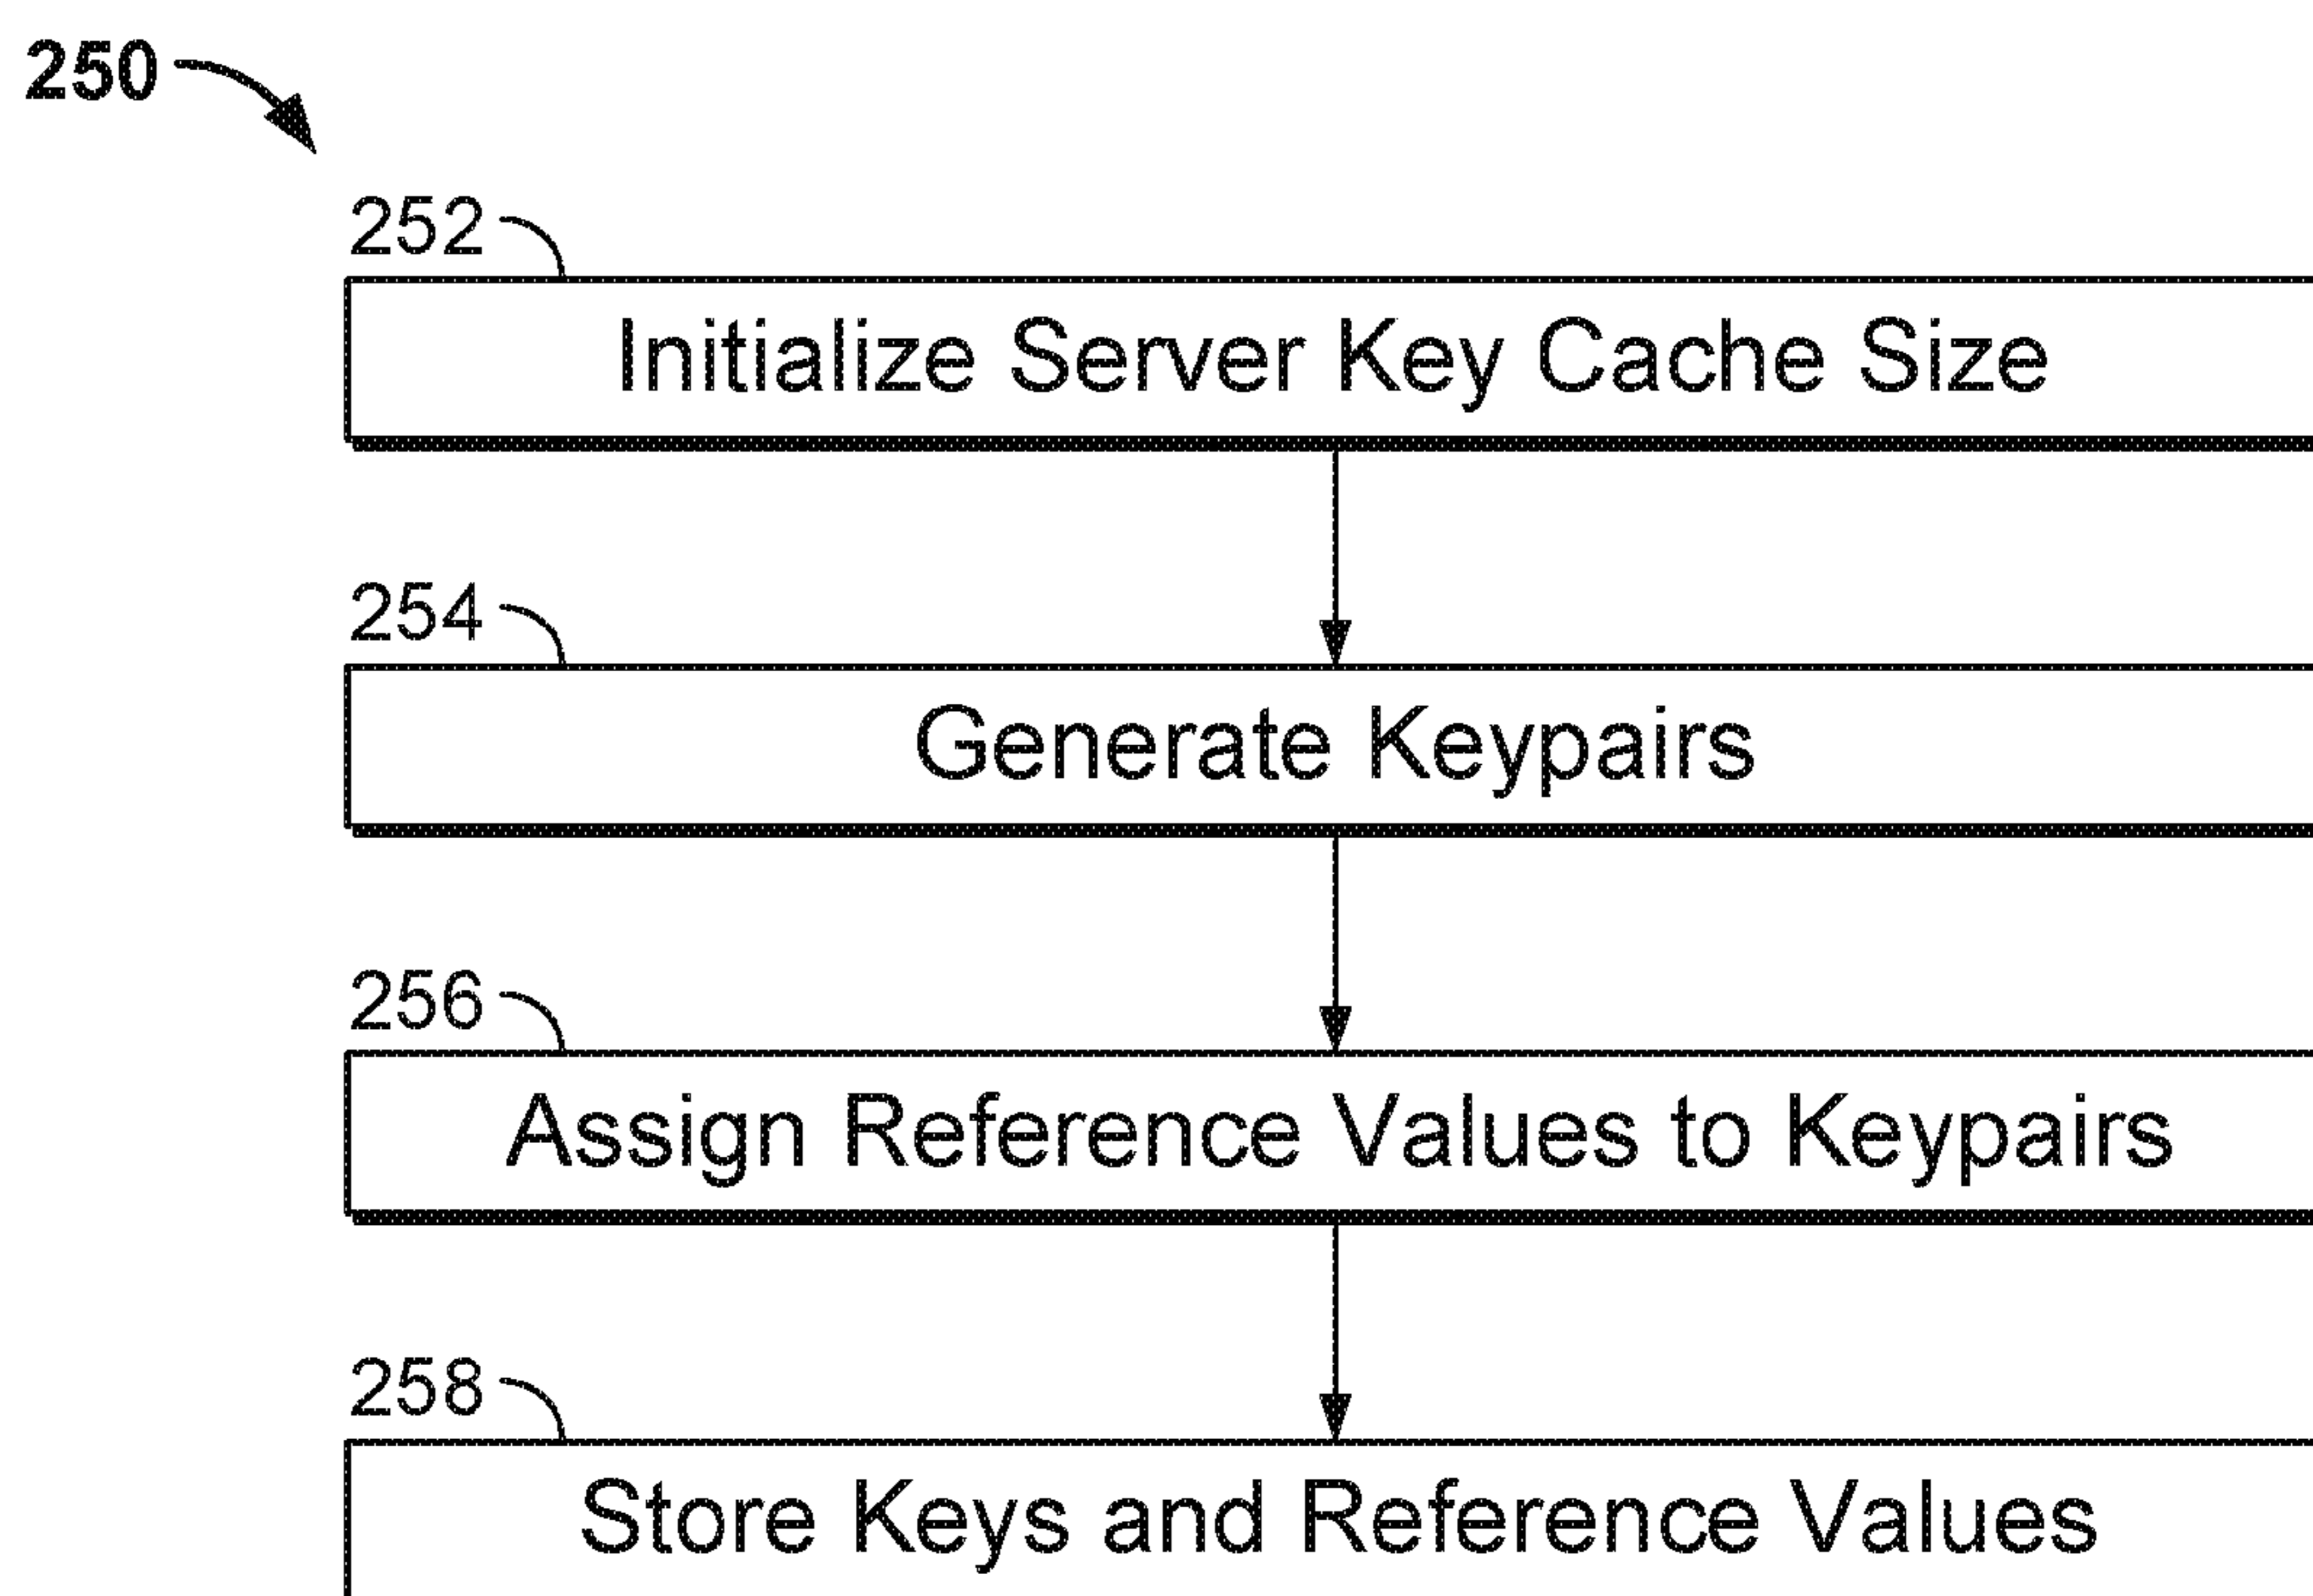 250
252
Initialize Server Key Cache Size
254
Generate Keypairs
256
Assign Reference Values to Keypairs
258
Store Keys and Reference Values